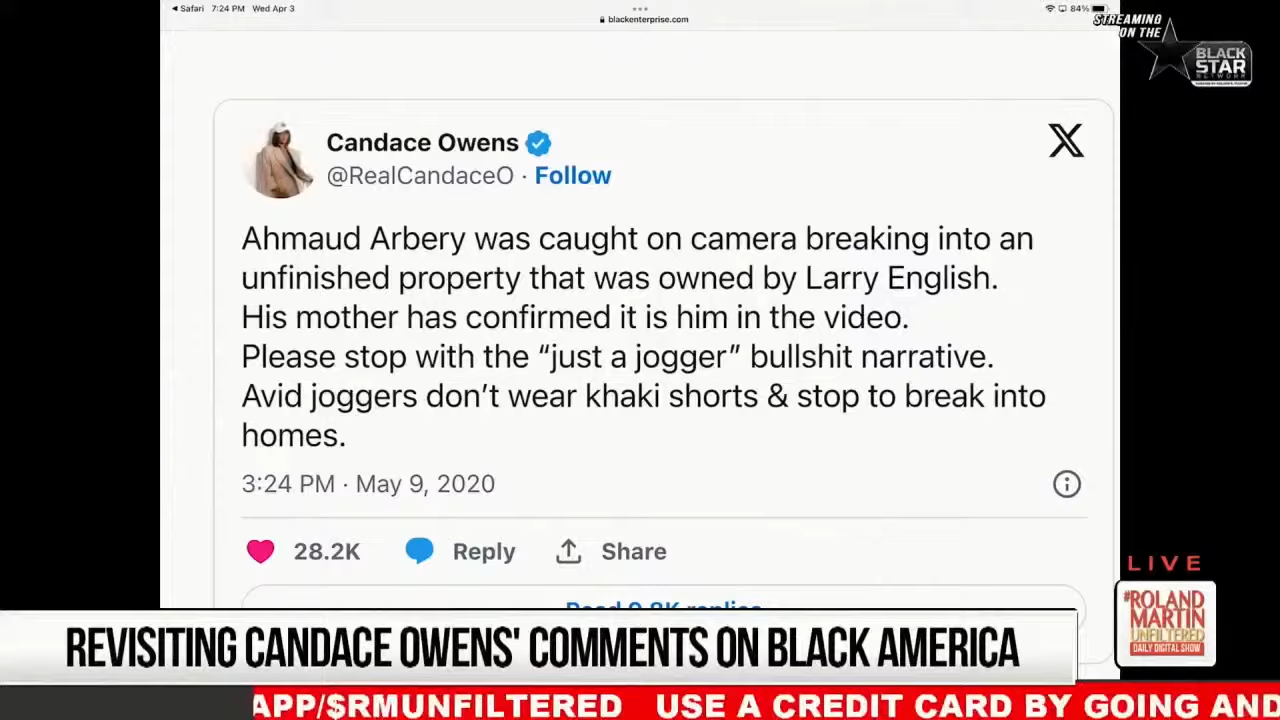 Safari 7:24 PM Wed Apr 3
84%
blackenterprise.com
STREAMING
ON THE
BLACK
STAR
NETWORK
Candace Owens
@RealCandaceO · Follow
X
Ahmaud Arbery was caught on camera breaking into an
unfinished property that was owned by Larry English.
His mother has confirmed it is him in the video.
Please stop with the “just a jogger” bullshit narrative.
Avid joggers don’t wear khaki shorts & stop to break into
homes.
3:24 PM · May 9, 2020
28.2K Reply Share
Read 9.8K replies
LIVE
#ROLAND
MARTIN
UNFILTERED
DAILY DIGITAL SHOW
REVISITING CANDACE OWENS' COMMENTS ON BLACK AMERICA
APP/$RMUNFILTERED USE A CREDIT CARD BY GOING AND